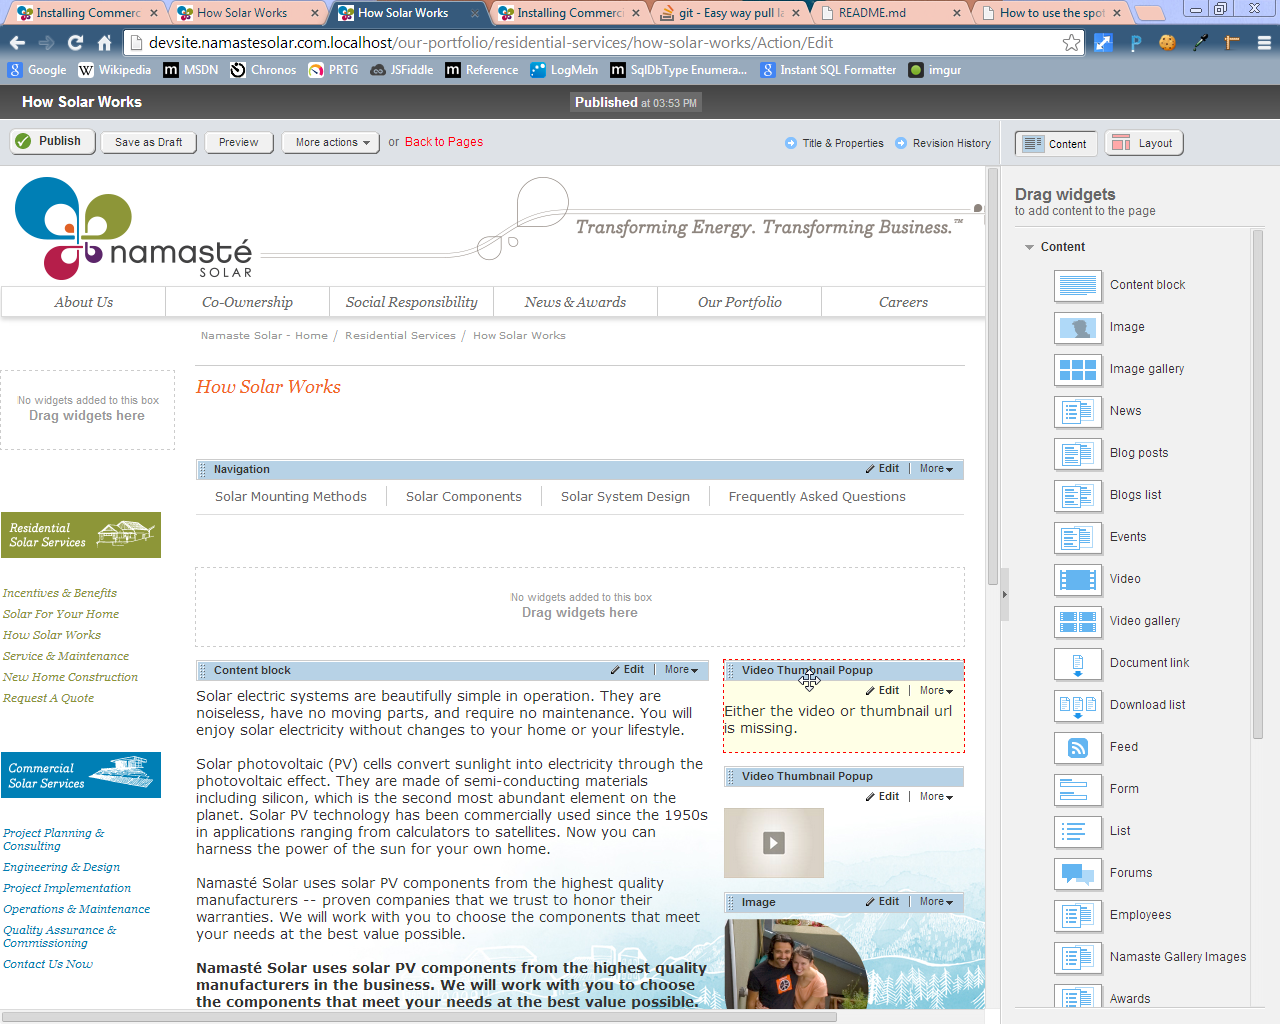 Installing Commerc
How Solar Works
How Solar Works
Installing Commerci
git - Easy way pull la
README.md
How to use the spot
devsite.namastesolar.com.localhost/our-portfolio/residential-services/how-solar-works/Action/Edit
Google
Wikipedia
MSDN
Chronos
PRTG
JSFiddle
Reference
LogMeIn
SqlDbType Enumera...
Instant SQL Formatter
imgur
How Solar Works
Published at 03:53 PM
Publish
Save as Draft
Preview
More actions
or Back to Pages
Title & Properties
Revision History
Content
Layout
namasté
SOLAR
Transforming Energy. Transforming Business.™
About Us
Co-Ownership
Social Responsibility
News & Awards
Our Portfolio
Careers
Namaste Solar - Home / Residential Services / How Solar Works
No widgets added to this box
Drag widgets here
Residential
Solar Services
Incentives & Benefits
Solar For Your Home
How Solar Works
Service & Maintenance
New Home Construction
Request A Quote
Commercial
Solar Services
Project Planning &
Consulting
Engineering & Design
Project Implementation
Operations & Maintenance
Quality Assurance &
Commissioning
Contact Us Now
How Solar Works
Navigation
Edit | More
Solar Mounting Methods
Solar Components
Solar System Design
Frequently Asked Questions
No widgets added to this box
Drag widgets here
Content block
Edit | More
Solar electric systems are beautifully simple in operation. They are
noiseless, have no moving parts, and require no maintenance. You will
enjoy solar electricity without changes to your home or your lifestyle.
Solar photovoltaic (PV) cells convert sunlight into electricity through the
photovoltaic effect. They are made of semi-conducting materials
including silicon, which is the second most abundant element on the
planet. Solar PV technology has been commercially used since the 1950s
in applications ranging from calculators to satellites. Now you can
harness the power of the sun for your own home.
Namasté Solar uses solar PV components from the highest quality
manufacturers -- proven companies that we trust to honor their
warranties. We will work with you to choose the components that meet
your needs at the best value possible.
Namasté Solar uses solar PV components from the highest quality
manufacturers in the business. We will work with you to choose
the components that meet your needs at the best value possible.
Video Thumbnail Popup
Edit | More
Either the video or thumbnail url
is missing.
Video Thumbnail Popup
Edit | More
Image
Edit | More
Drag widgets
to add content to the page
Content
Content block
Image
Image gallery
News
Blog posts
Blogs list
Events
Video
Video gallery
Document link
Download list
Feed
Form
List
Forums
Employees
Namaste Gallery Images
Awards